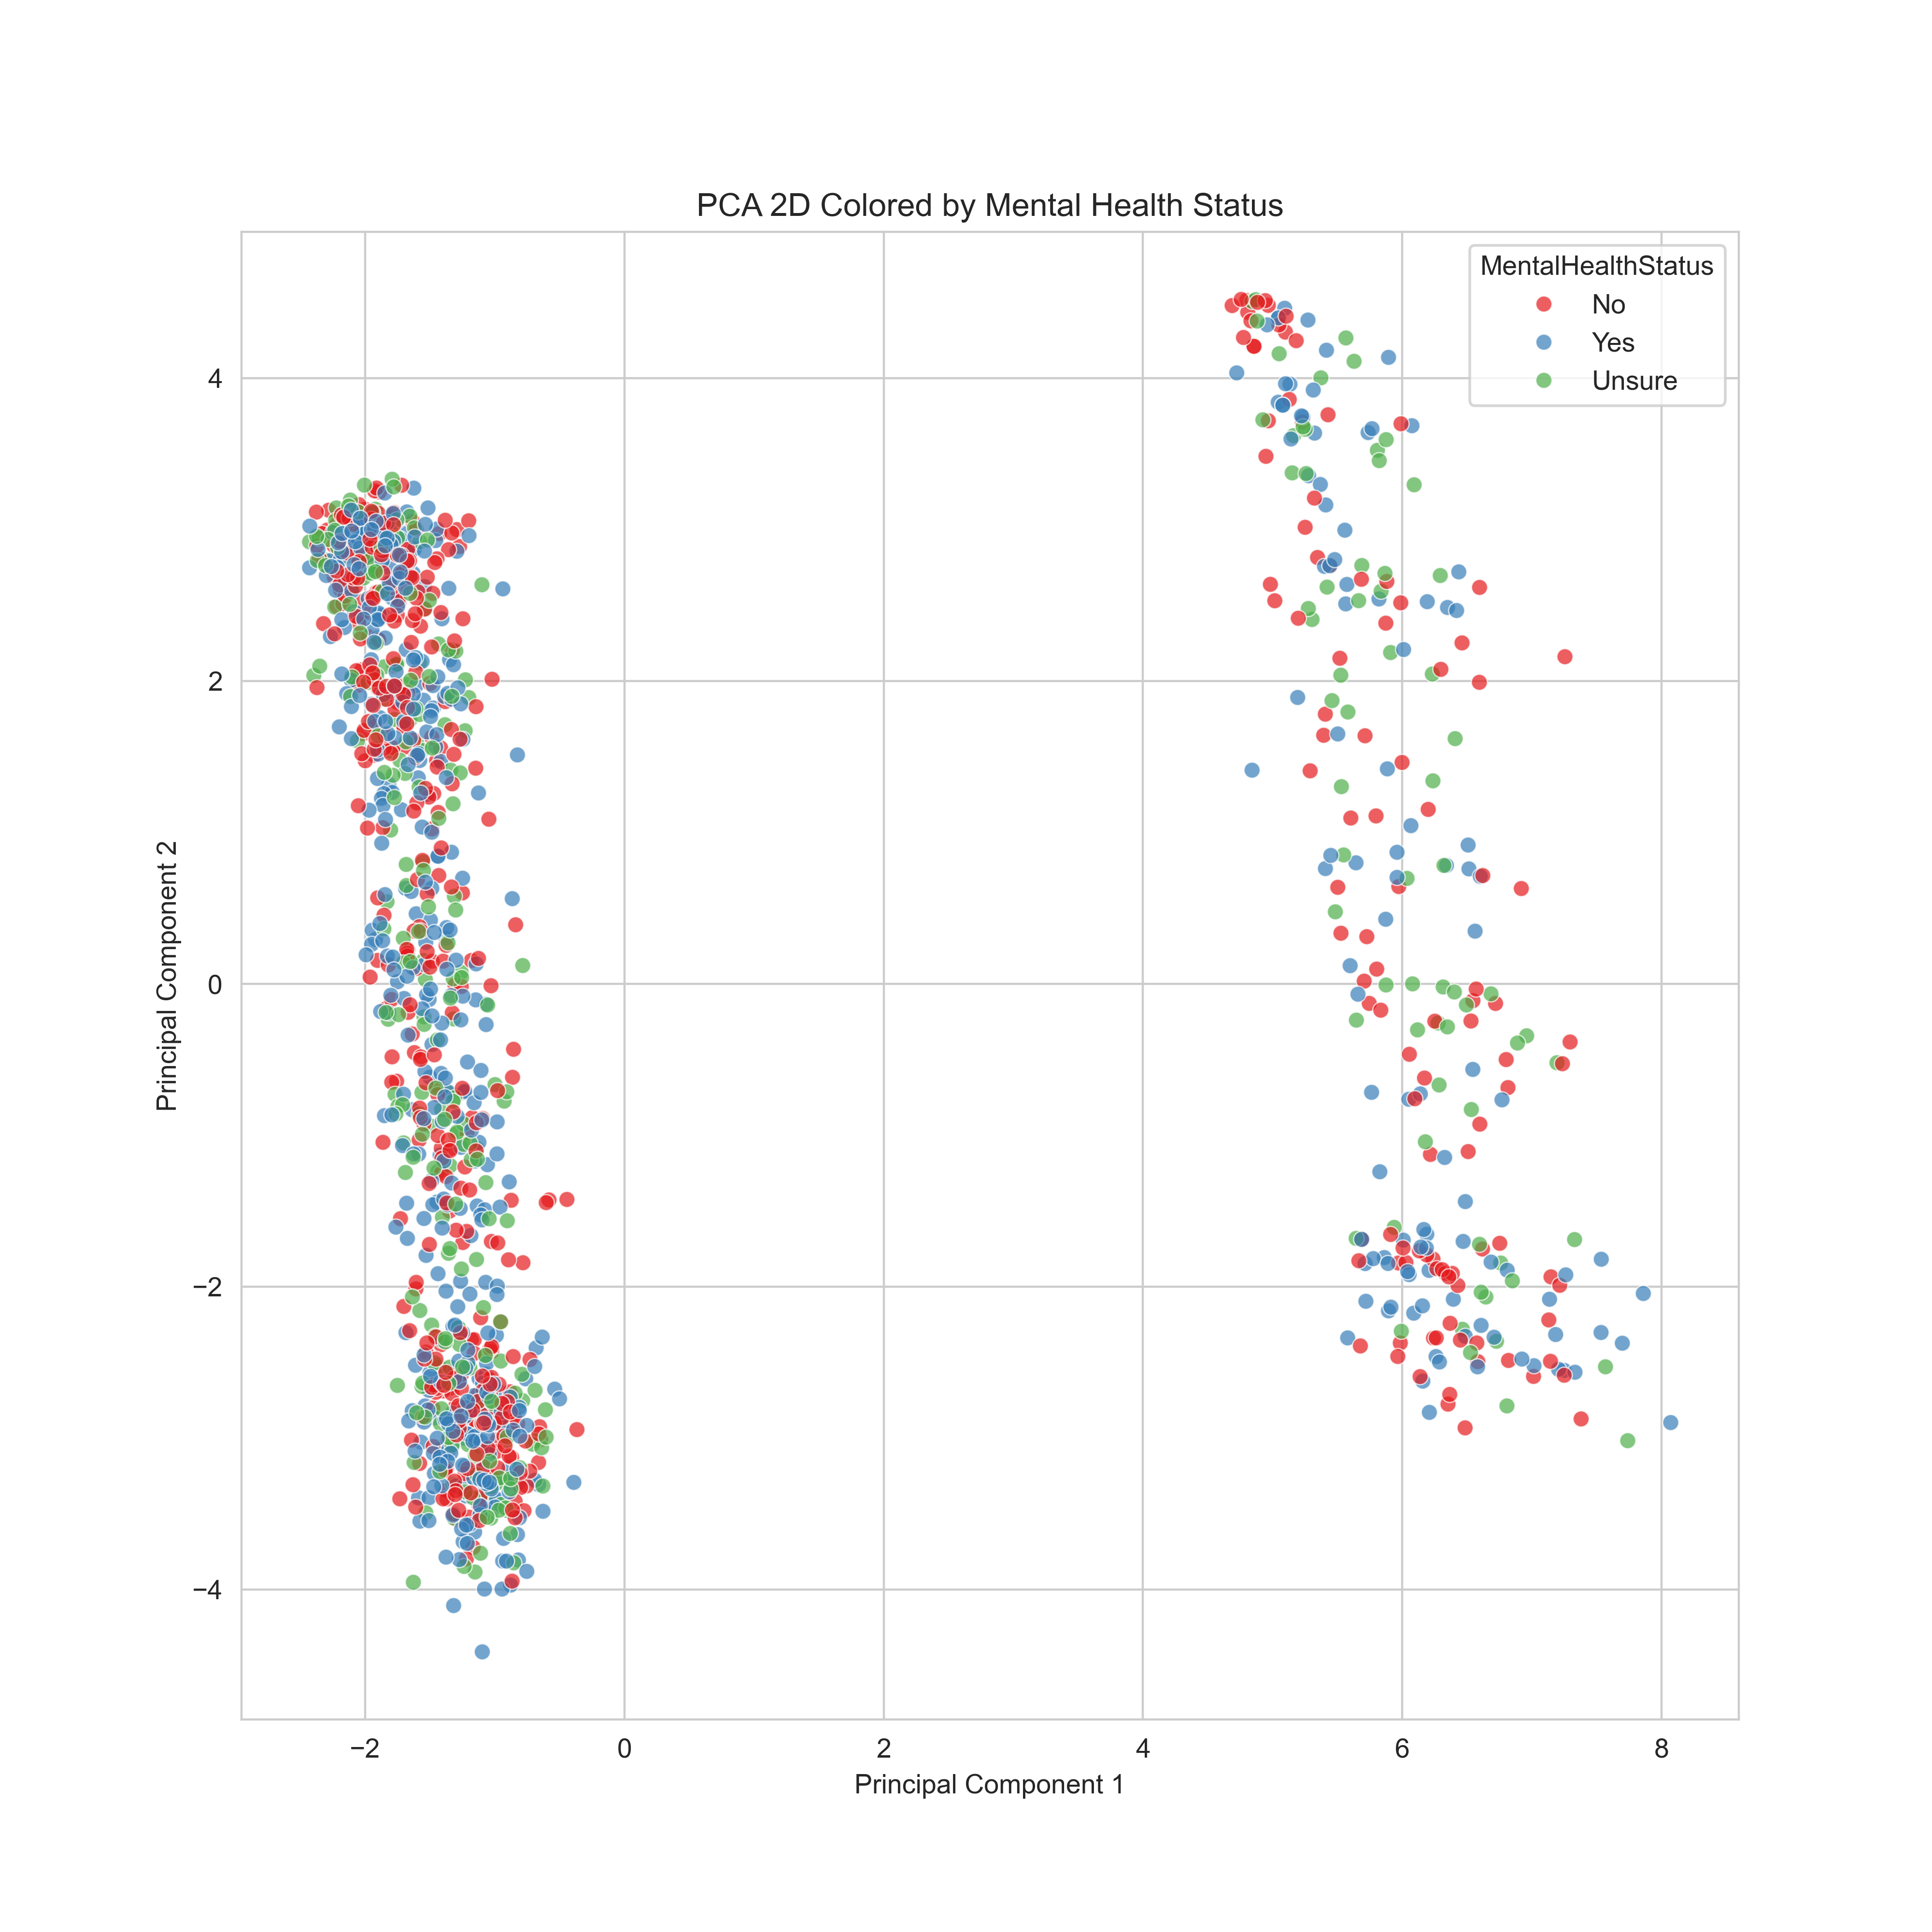 PCA 2D Colored by Mental Health Status
MentalHealthStatus
No
Yes
Unsure
4
2
0
−2
−4
Principal Component 2
−2
0
2
4
6
8
Principal Component 1